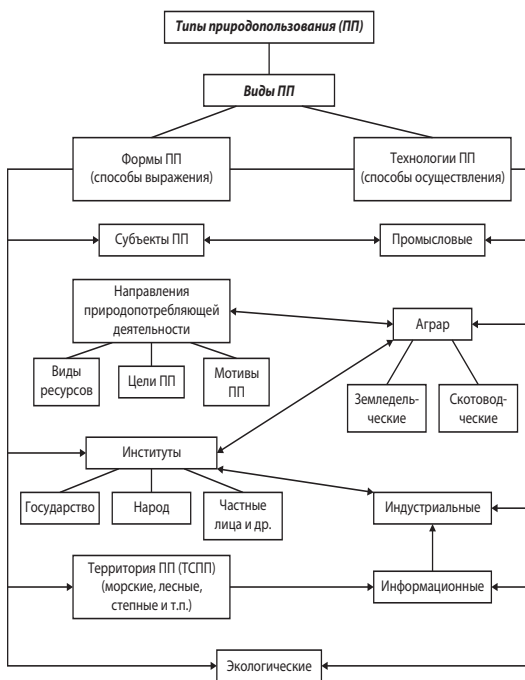 Типы природопользования (ПП)
Виды ПП
Формы ПП
(способы выражения)
Технологии ПП
(способы осуществления)
Субъекты ПП
Промысловые
Направления
природопотребляющей
деятельности
Аграр
Виды
ресурсов
Цели ПП
Мотивы
ПП
Земледель-
ческие
Скотовод-
ческие
Институты
Государство
Народ
Частные
лица и др.
Индустриальные
Территория ПП (ТСПП)
(морские, лесные,
степные и т.п.)
Информационные
Экологические